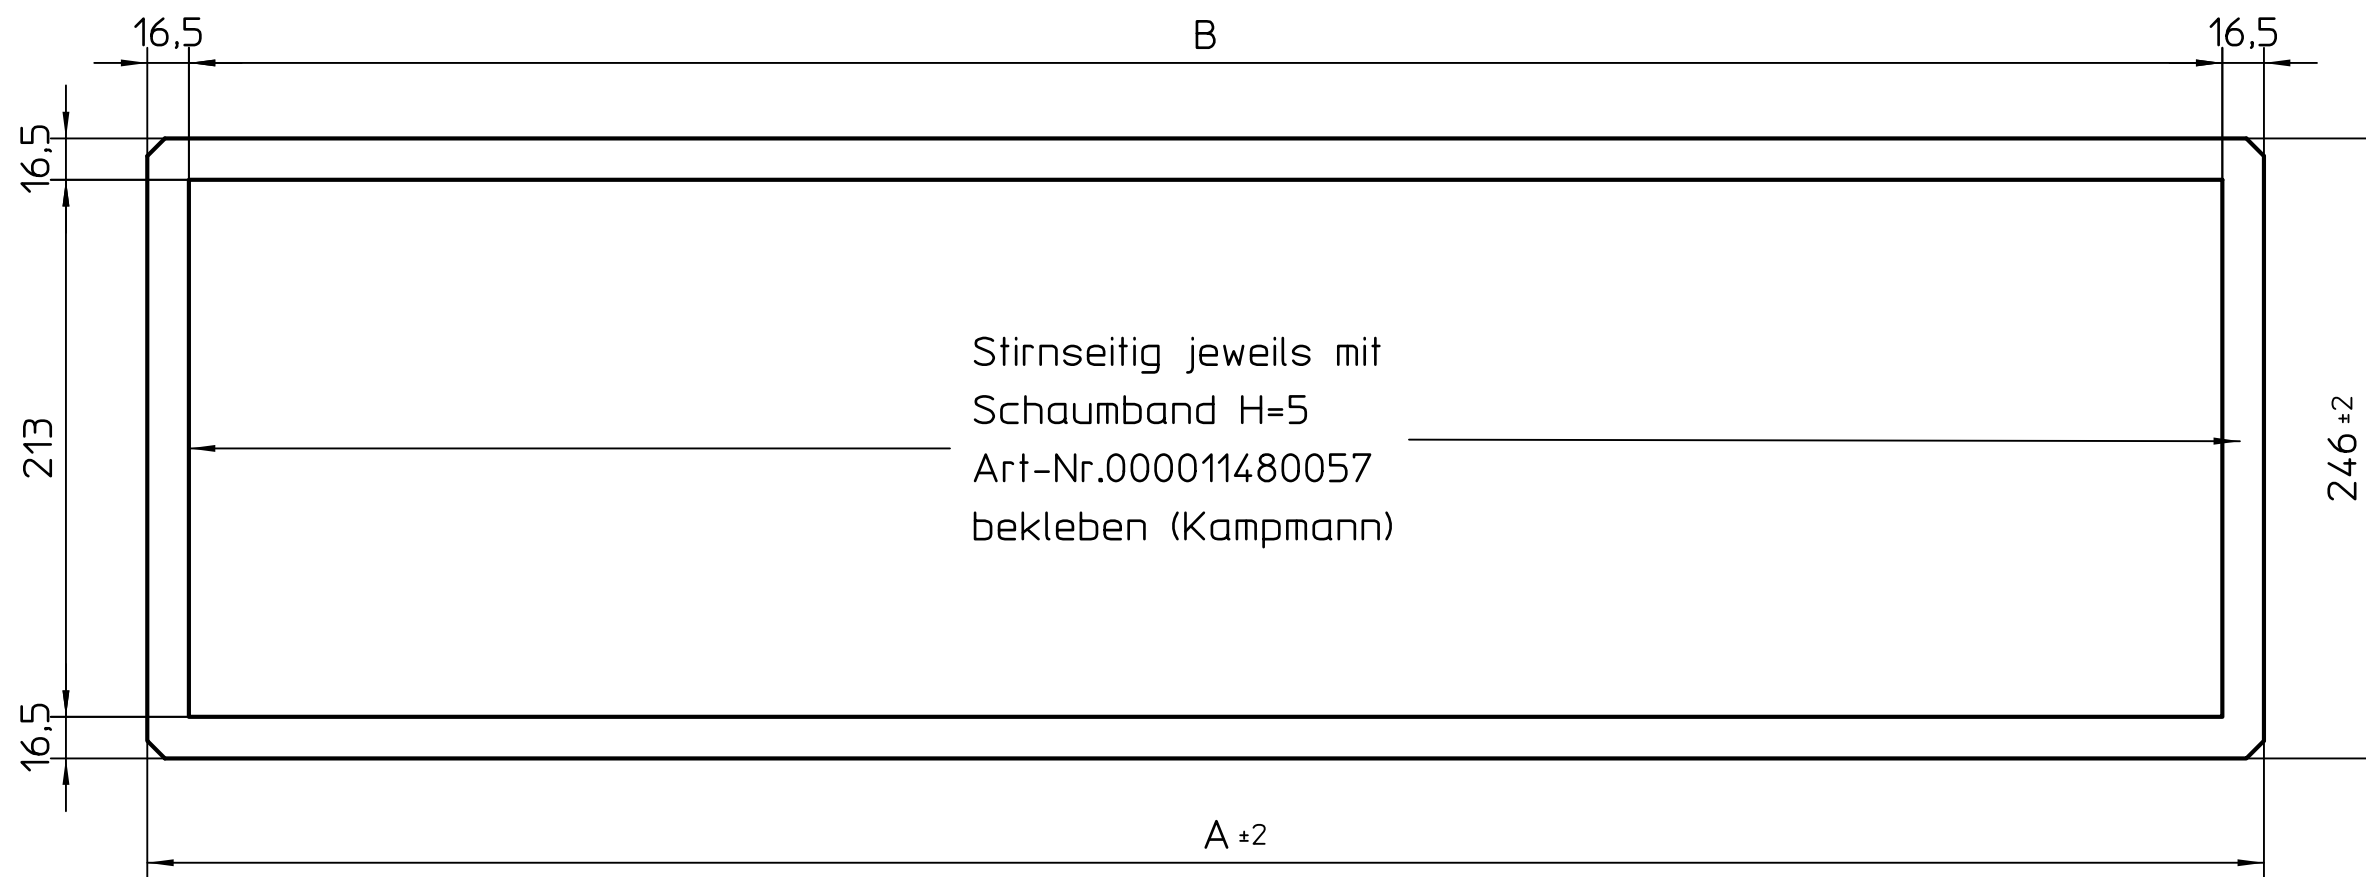 16,5
B
16,5
16,5
Stirnseitig jeweils mit
Schaumband H=5
Art-Nr.000011480057
bekleben (Kampmann)
213
246 ±2
16,5
A ±2